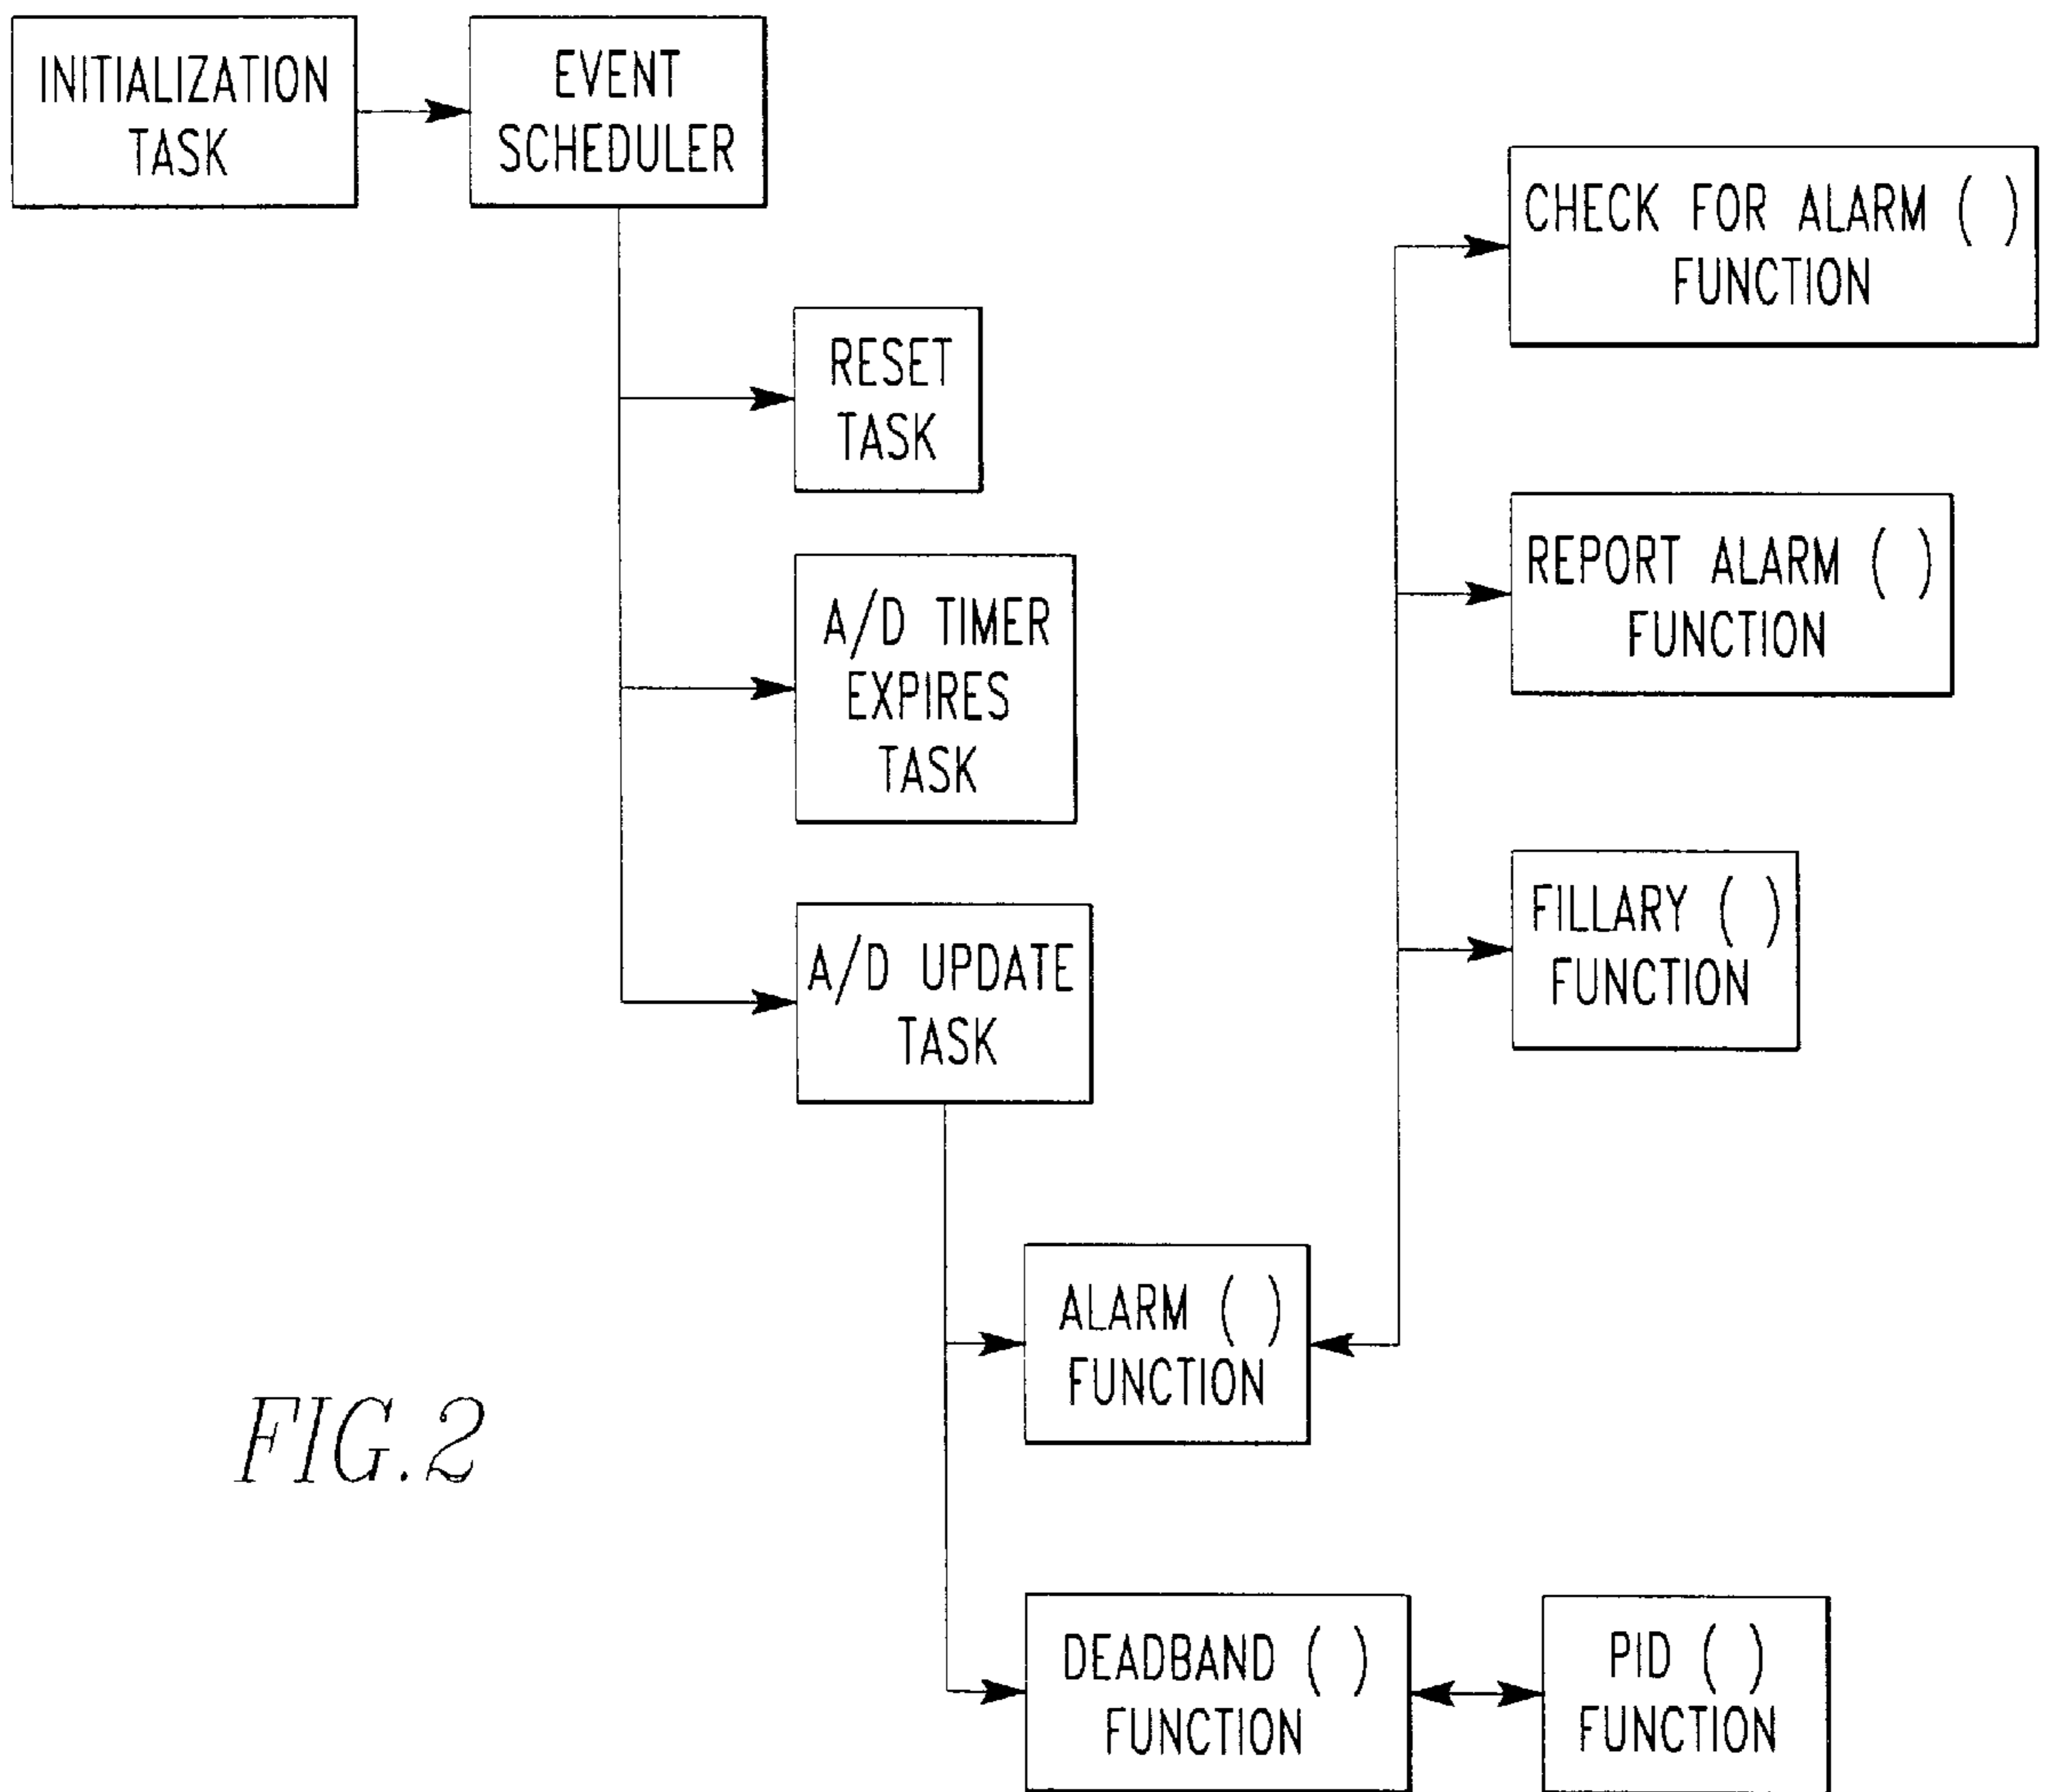 INITIALIZATION
TASK
EVENT
SCHEDULER
CHECK FOR ALARM ( )
FUNCTION
RESET
TASK
REPORT ALARM ( )
FUNCTION
A/D TIMER
EXPIRES
TASK
FILLARY ( )
FUNCTION
A/D UPDATE
TASK
ALARM ( )
FUNCTION
FIG.2
DEADBAND ( )
FUNCTION
PID ( )
FUNCTION